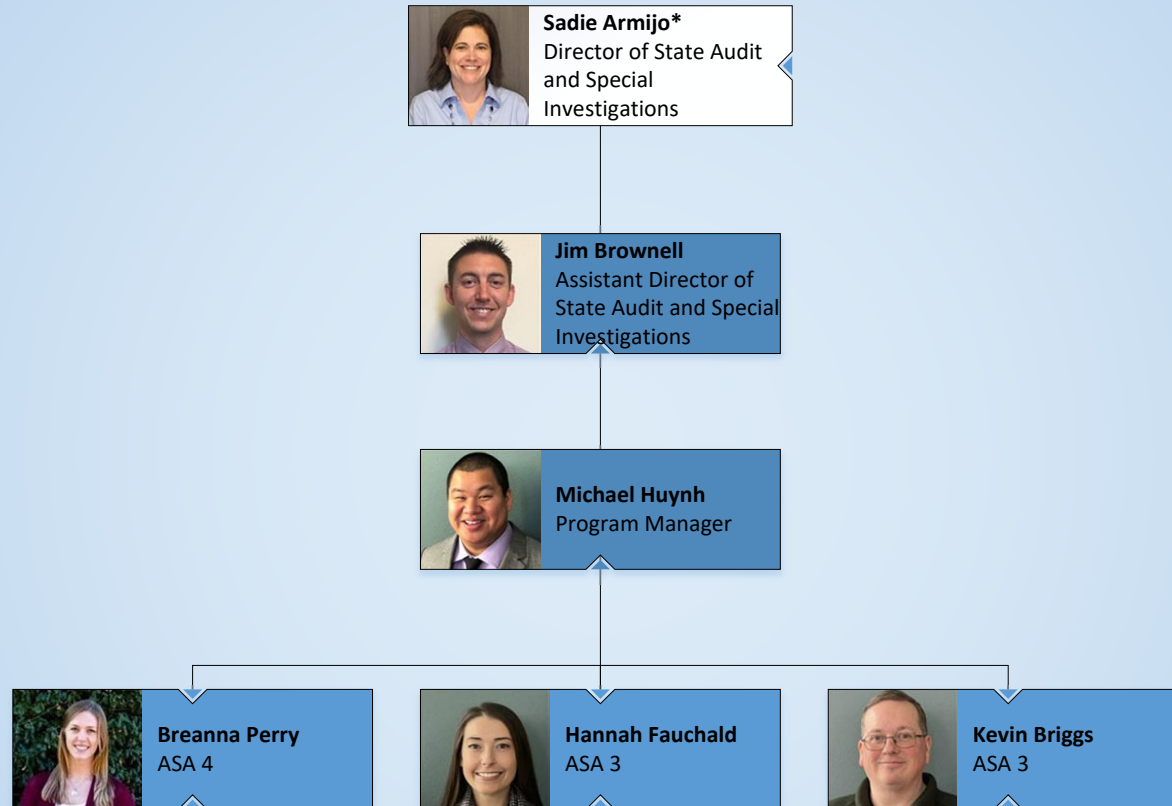 Sadie Armijo*
Director of State Audit
and Special
Investigations
Jim Brownell
Assistant Director of
State Audit and Special
Investigations
Michael Huynh
Program Manager
Breanna Perry
ASA 4
Hannah Fauchald
ASA 3
Kevin Briggs
ASA 3